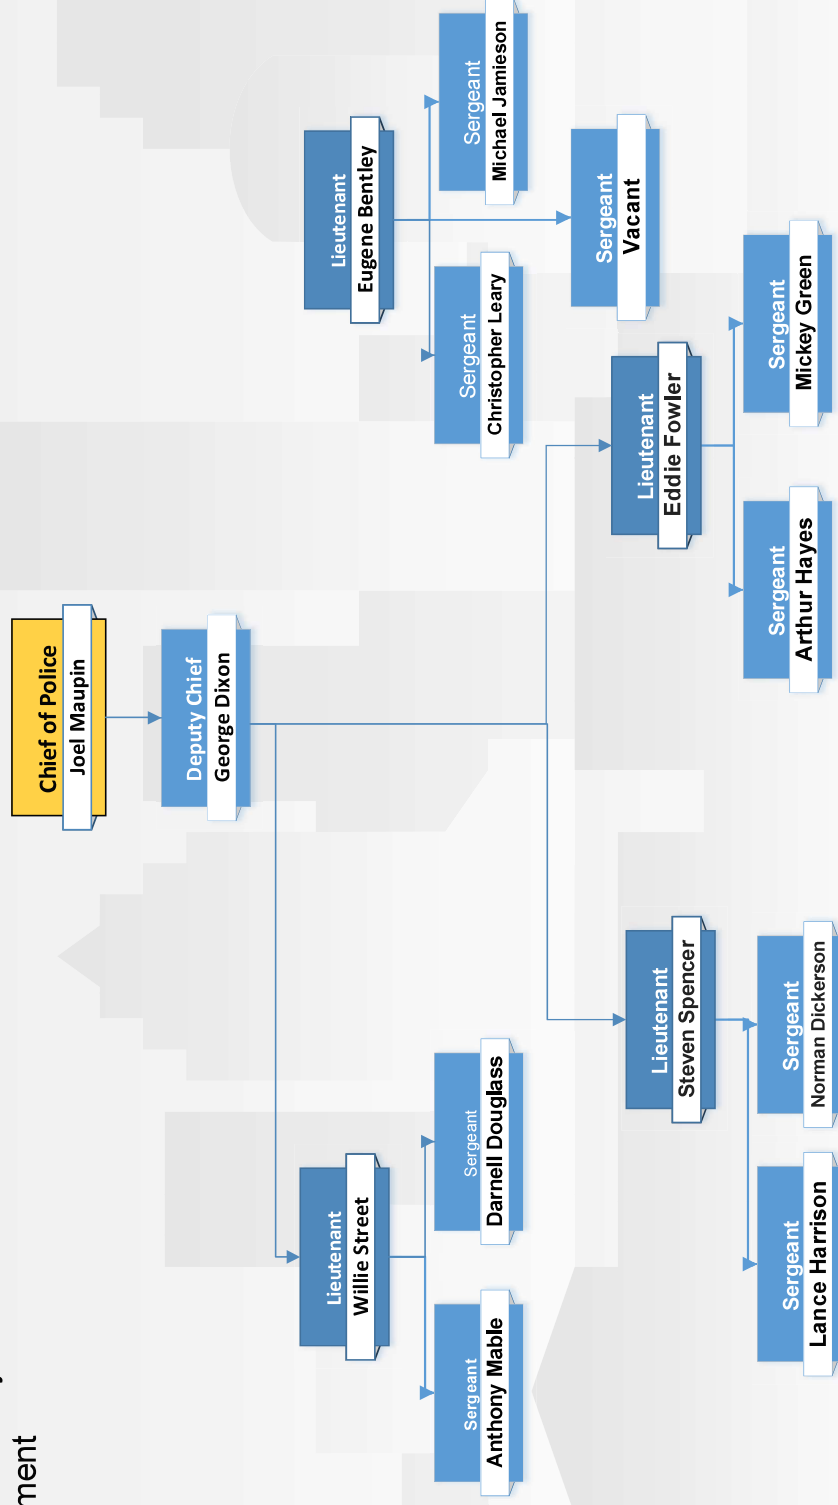 ment
Chief of Police
Joel Maupin
Deputy Chief
George Dixon
Lieutenant
Willie Street
Lieutenant
Eugene Bentley
Sergeant
Anthony Mable
Sergeant
Darnell Douglass
Sergeant
Christopher Leary
Sergeant
Michael Jamieson
Sergeant
Vacant
Lieutenant
Steven Spencer
Lieutenant
Eddie Fowler
Sergeant
Lance Harrison
Sergeant
Norman Dickerson
Sergeant
Arthur Hayes
Sergeant
Mickey Green